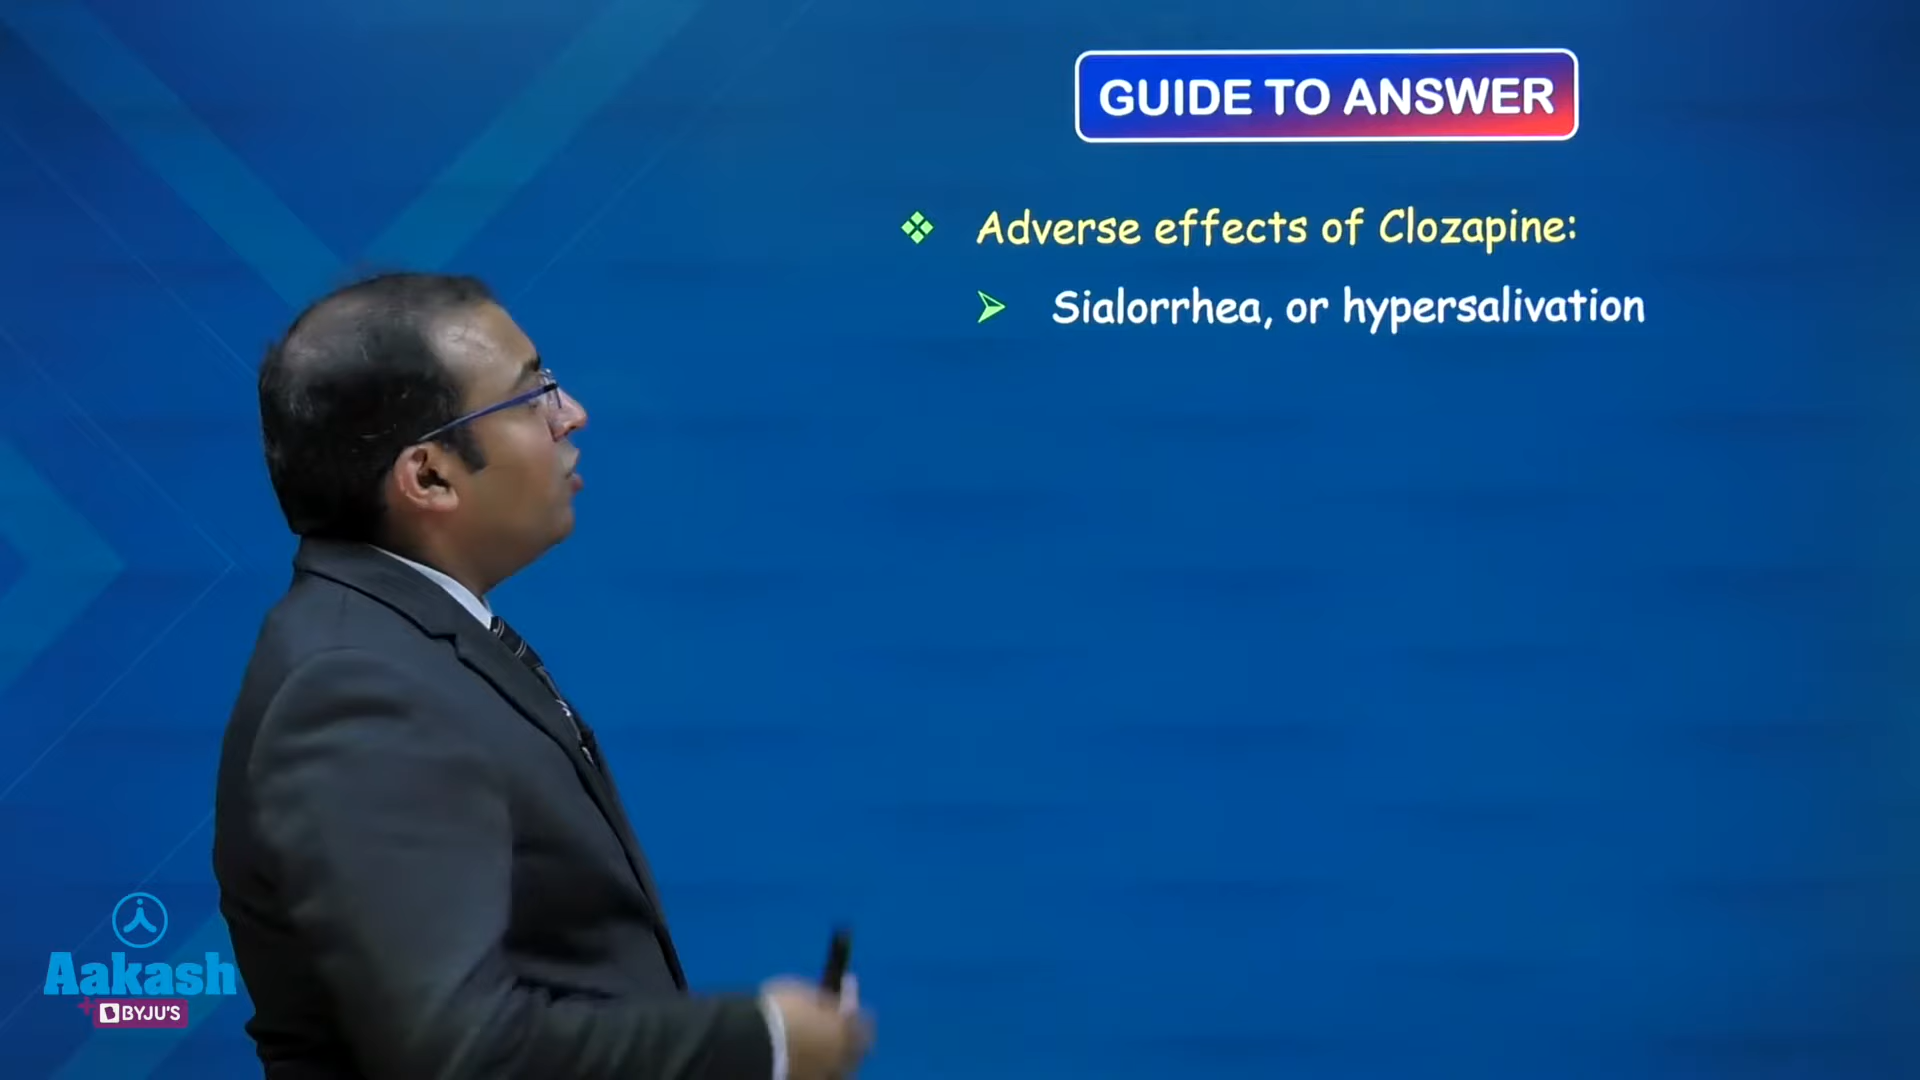 GUIDE TO ANSWER
Adverse effects of Clozapine:
Sialorrhea, or hypersalivation
Aakash
+BYJU'S